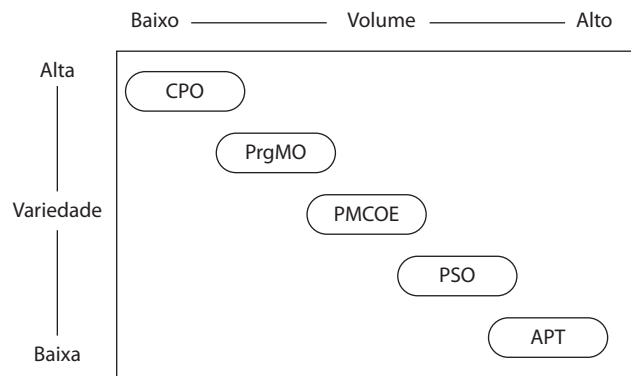 Baixo Volume Alto
Alta
CPO
PrgMO
Variedade
PMCOE
PSO
APT
Baixa